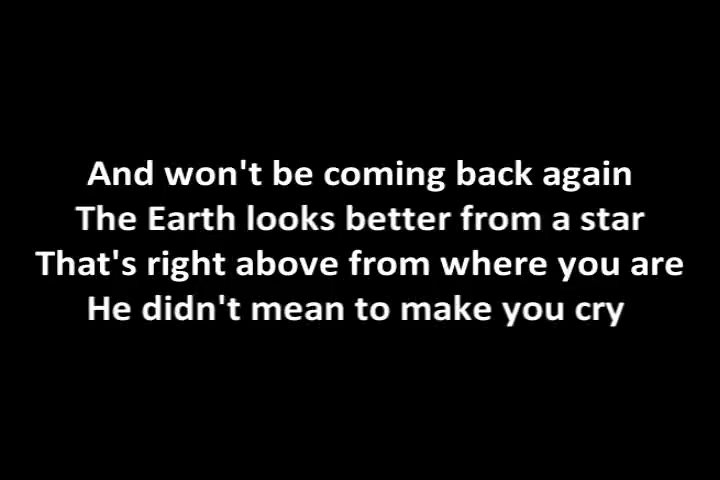 And won't be coming back again
The Earth looks better from a star
That's right above from where you are
He didn't mean to make you cry